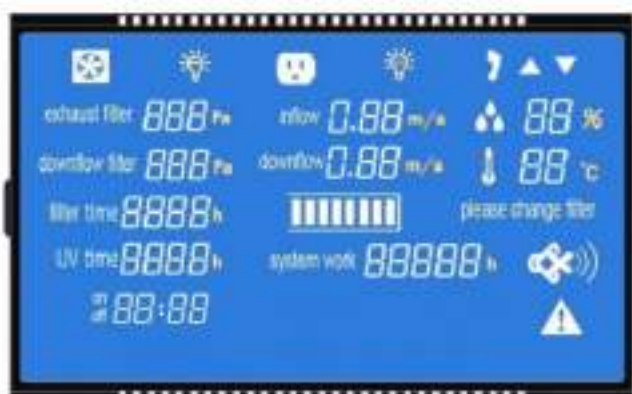 exhaust filter 888 Pa inflow 0.88 m/s 88 %
downflow filter 888 Pa downflow 0.88 m/s 88 °C
filter time 8888 h please change filter
UV time 8888 h system work 88888 h
on
off 88:88